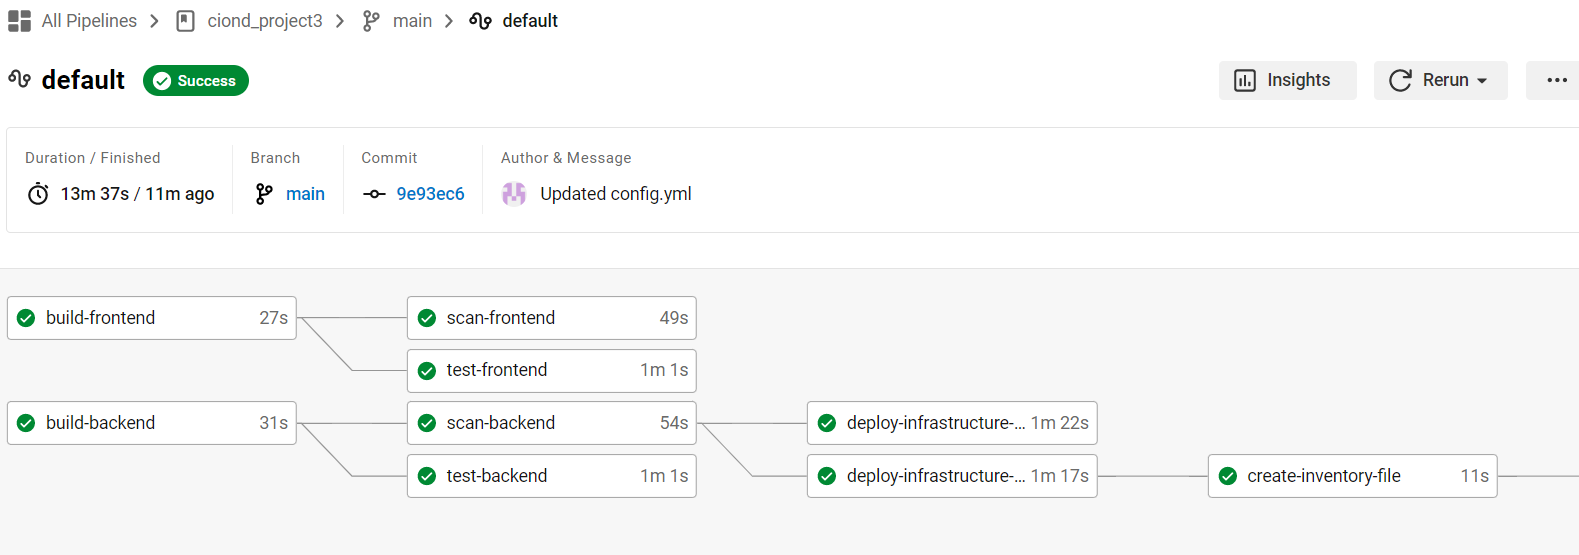 All Pipelines > ciond_project3 > main > default
default Success
Insights Rerun ...
Duration / Finished Branch Commit Author & Message
13m 37s / 11m ago main 9e93ec6 Updated config.yml
build-frontend 27s scan-frontend 49s
test-frontend 1m 1s
build-backend 31s scan-backend 54s deploy-infrastructure-... 1m 22s
test-backend 1m 1s deploy-infrastructure-... 1m 17s create-inventory-file 11s